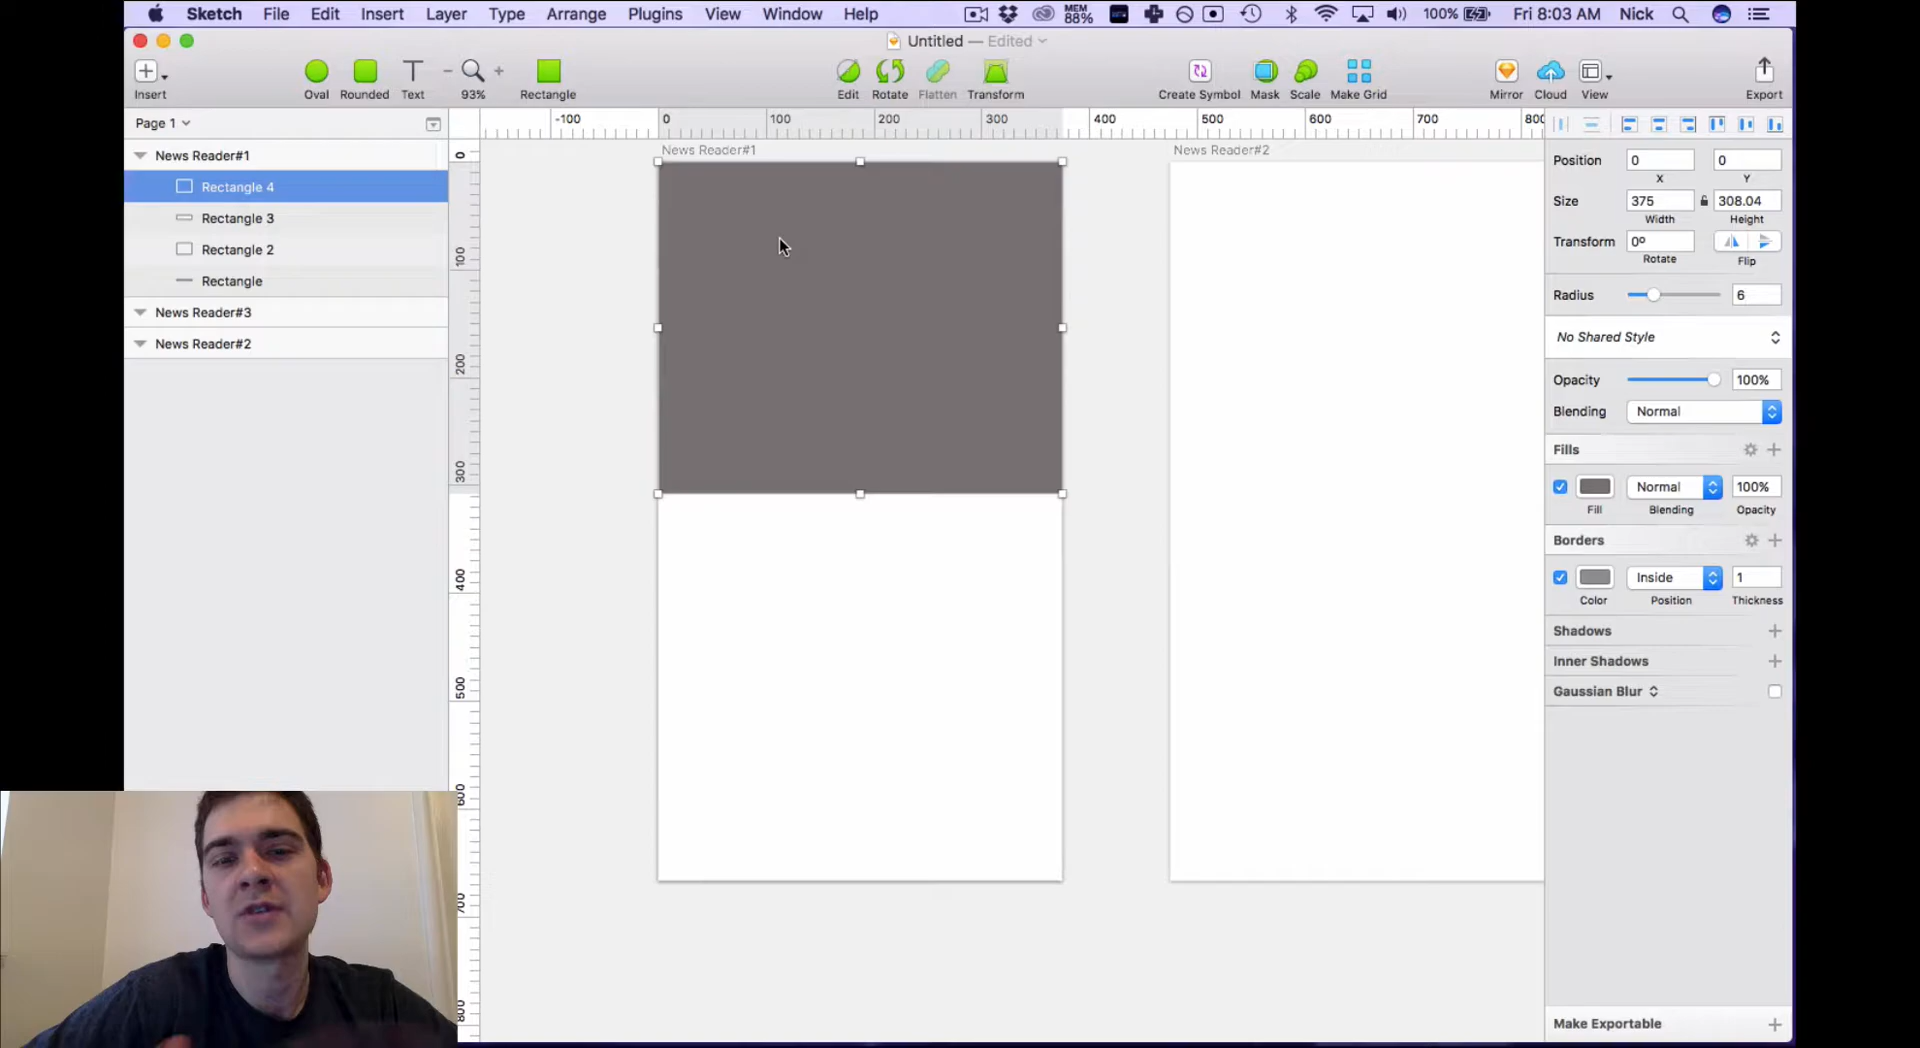 Sketch File Edit Insert Layer Type Arrange Plugins View Window Help MEM 88% 100% Fri 8:03 AM Nick
Untitled — Edited
Insert Oval Rounded Text 93% Rectangle Edit Rotate Flatten Transform Create Symbol Mask Scale Make Grid Mirror Cloud View Export
Page 1
-100 0 100 200 300 400 500 600 700 800
News Reader#1
Rectangle 4
Rectangle 3
Rectangle 2
Rectangle
News Reader#3
News Reader#2
0
100
200
300
400
500
600
700
800
News Reader#1 News Reader#2
Position 0 0
X Y
Size 375 308.04
Width Height
Transform 0º
Rotate Flip
Radius 6
No Shared Style
Opacity 100%
Blending Normal
Fills
Normal 100%
Fill Blending Opacity
Borders
Inside 1
Color Position Thickness
Shadows
Inner Shadows
Gaussian Blur
Make Exportable